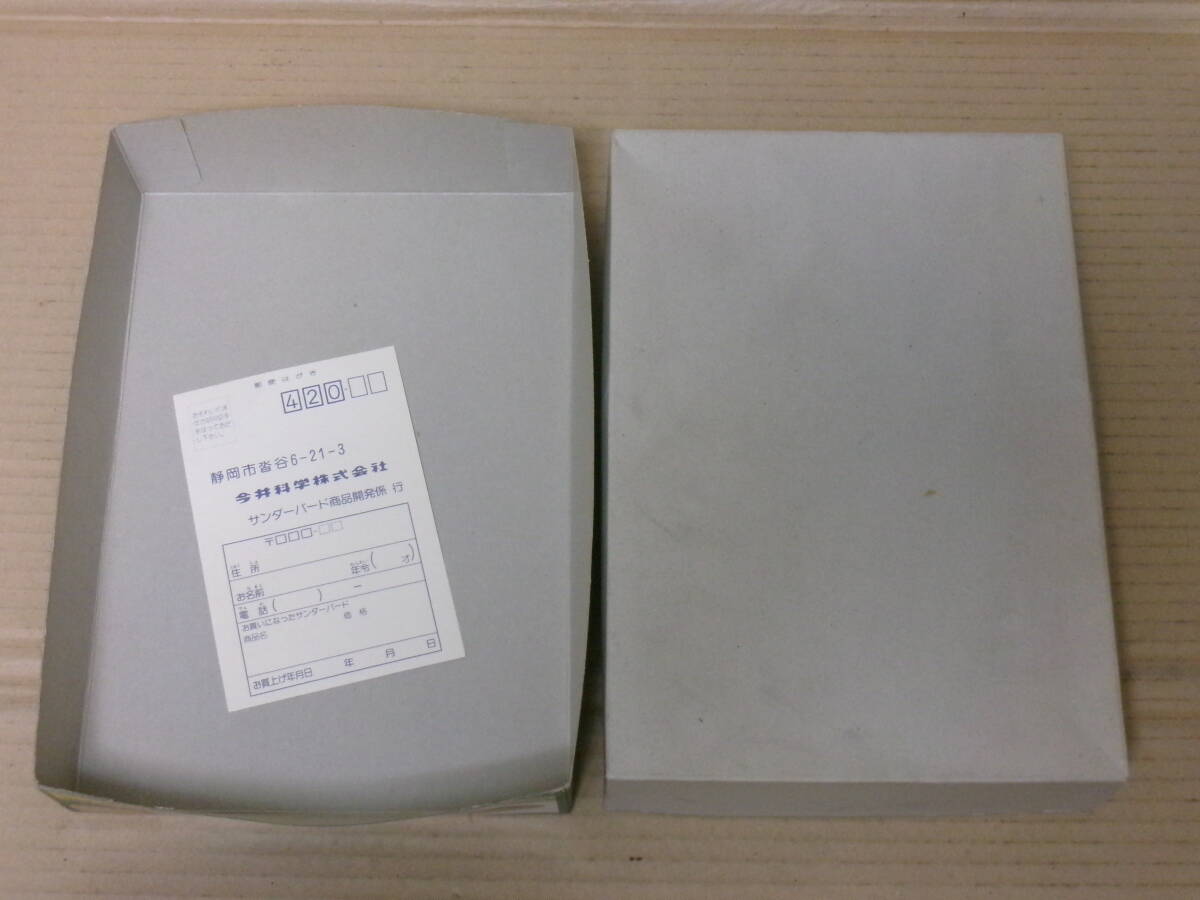 郵便はがき
420-
静岡市沓谷6-21-3
今井科学株式会社
サンダーバード商品開発係 行
〒
住所
年令( 才)
お名前
電話( ) ー
お買いになったサンダーバード
商品名
価格
お買上げ年月日 年 月 日